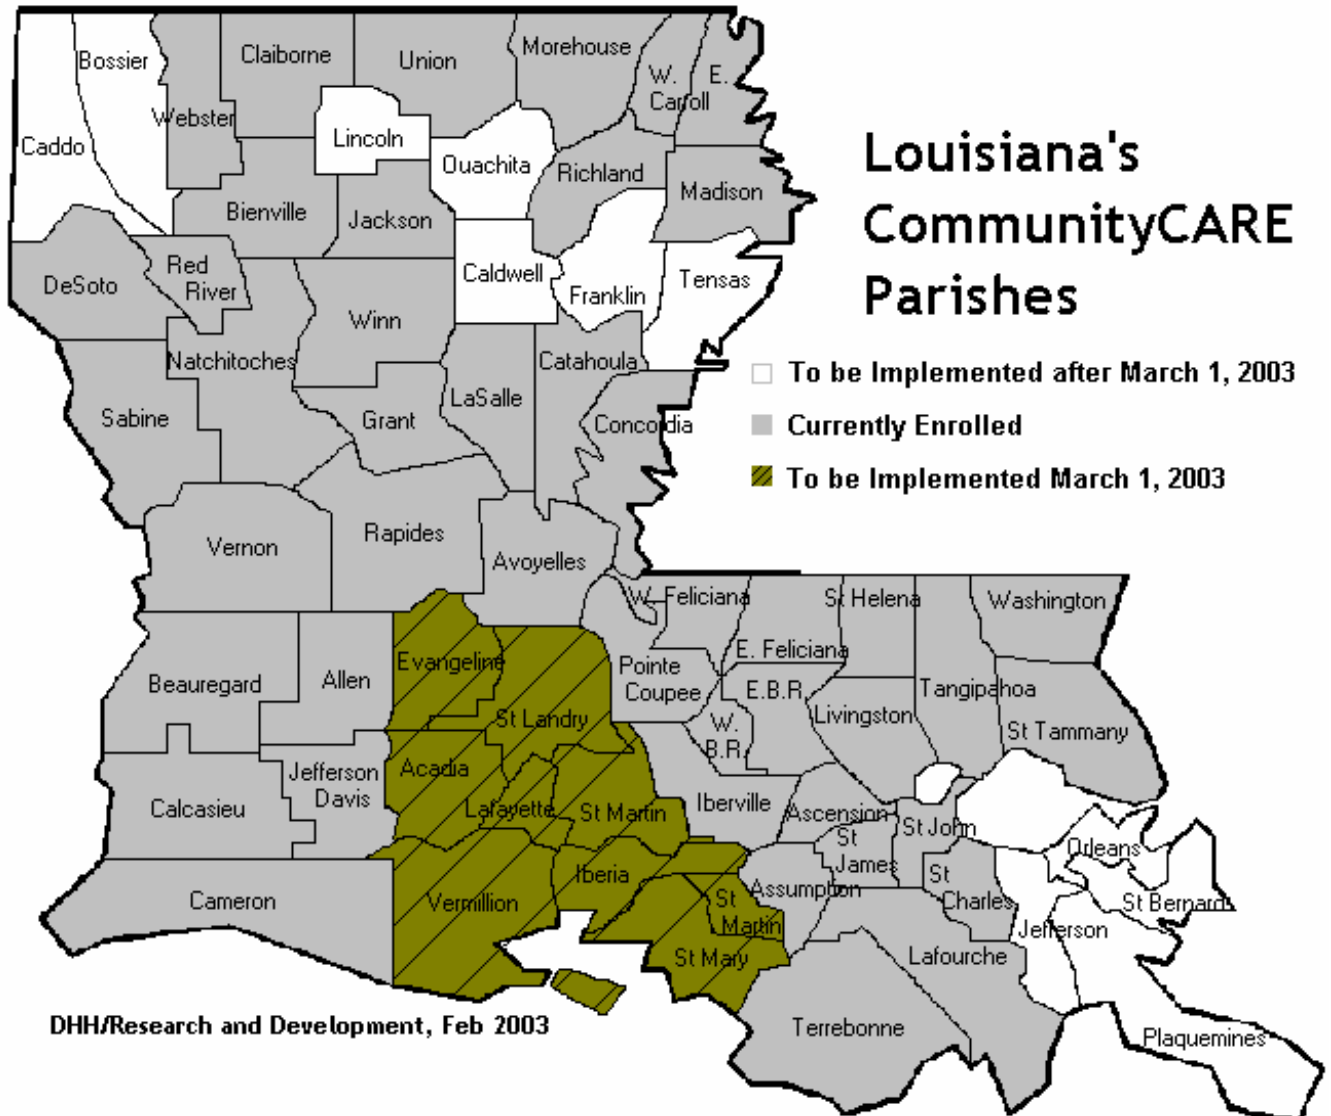 Louisiana's
CommunityCARE
Parishes
To be Implemented after March 1, 2003
Currently Enrolled
To be Implemented March 1, 2003
Caddo
Bossier
Webster
Claiborne
Union
Morehouse
W.
E.
Carroll
Lincoln
Ouachita
Richland
Madison
Bienville
Jackson
Caldwell
Franklin
Tensas
DeSoto
Red
River
Natchitoches
Winn
Catahoula
Sabine
Grant
LaSalle
Concordia
Vernon
Rapides
Avoyelles
W. Feliciana
St Helena
Washington
E. Feliciana
Evangeline
Pointe
Coupee
E.B.R.
Beauregard
Allen
Tangipahoa
St Landry
W.
B.R.
Livingston
St Tammany
Acadia
Jefferson
Davis
Calcasieu
Lafayette
St Martin
Iberville
Ascension
St John
St
James
Orleans
Iberia
Assumption
St
Charles
St Bernard
Cameron
Vermillion
St
Martin
Jefferson
St Mary
Lafourche
Terrebonne
Plaquemines
DHH/Research and Development, Feb 2003